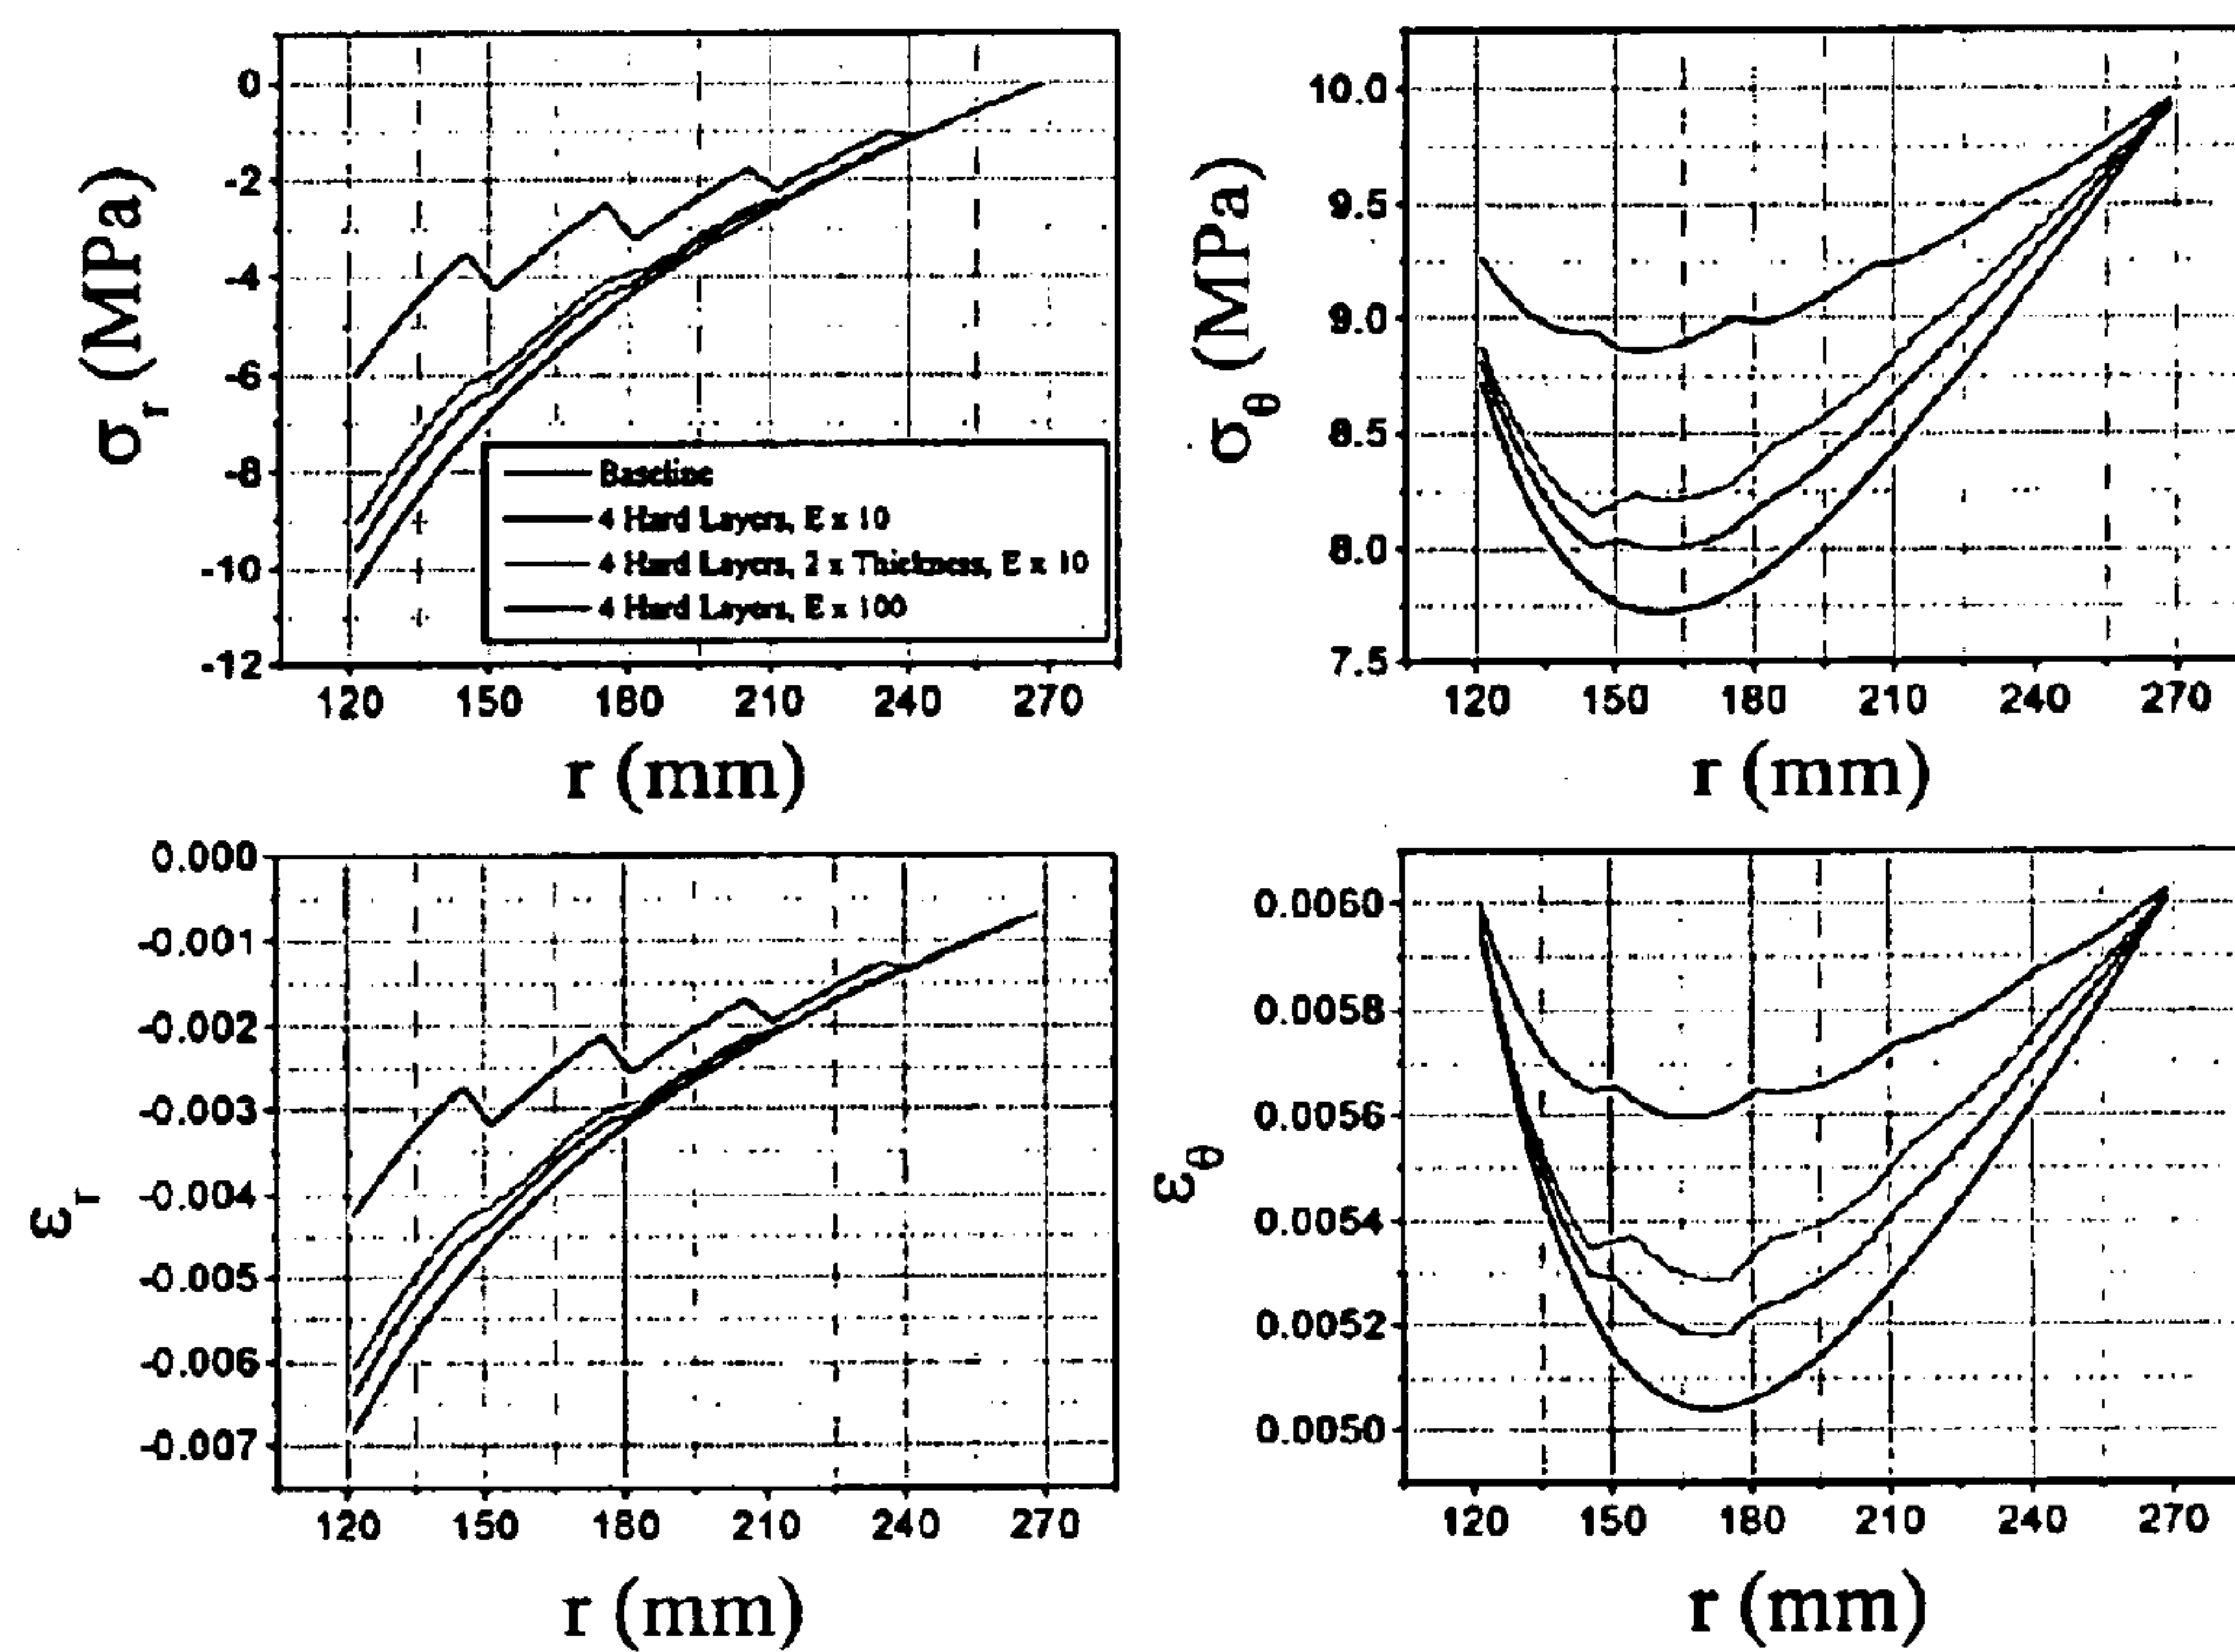 σr (MPa)
0
-2
-4
-6
-8
-10
-12
Baseline
4 Hard Layers, E x 10
4 Hard Layers, 2 x Thickness, E x 10
4 Hard Layers, E x 100
120 150 180 210 240 270
r (mm)
σθ (MPa)
10.0
9.5
9.0
8.5
8.0
7.5
120 150 180 210 240 270
r (mm)
εr
0.000
-0.001
-0.002
-0.003
-0.004
-0.005
-0.006
-0.007
120 150 180 210 240 270
r (mm)
εθ
0.0060
0.0058
0.0056
0.0054
0.0052
0.0050
120 150 180 210 240 270
r (mm)